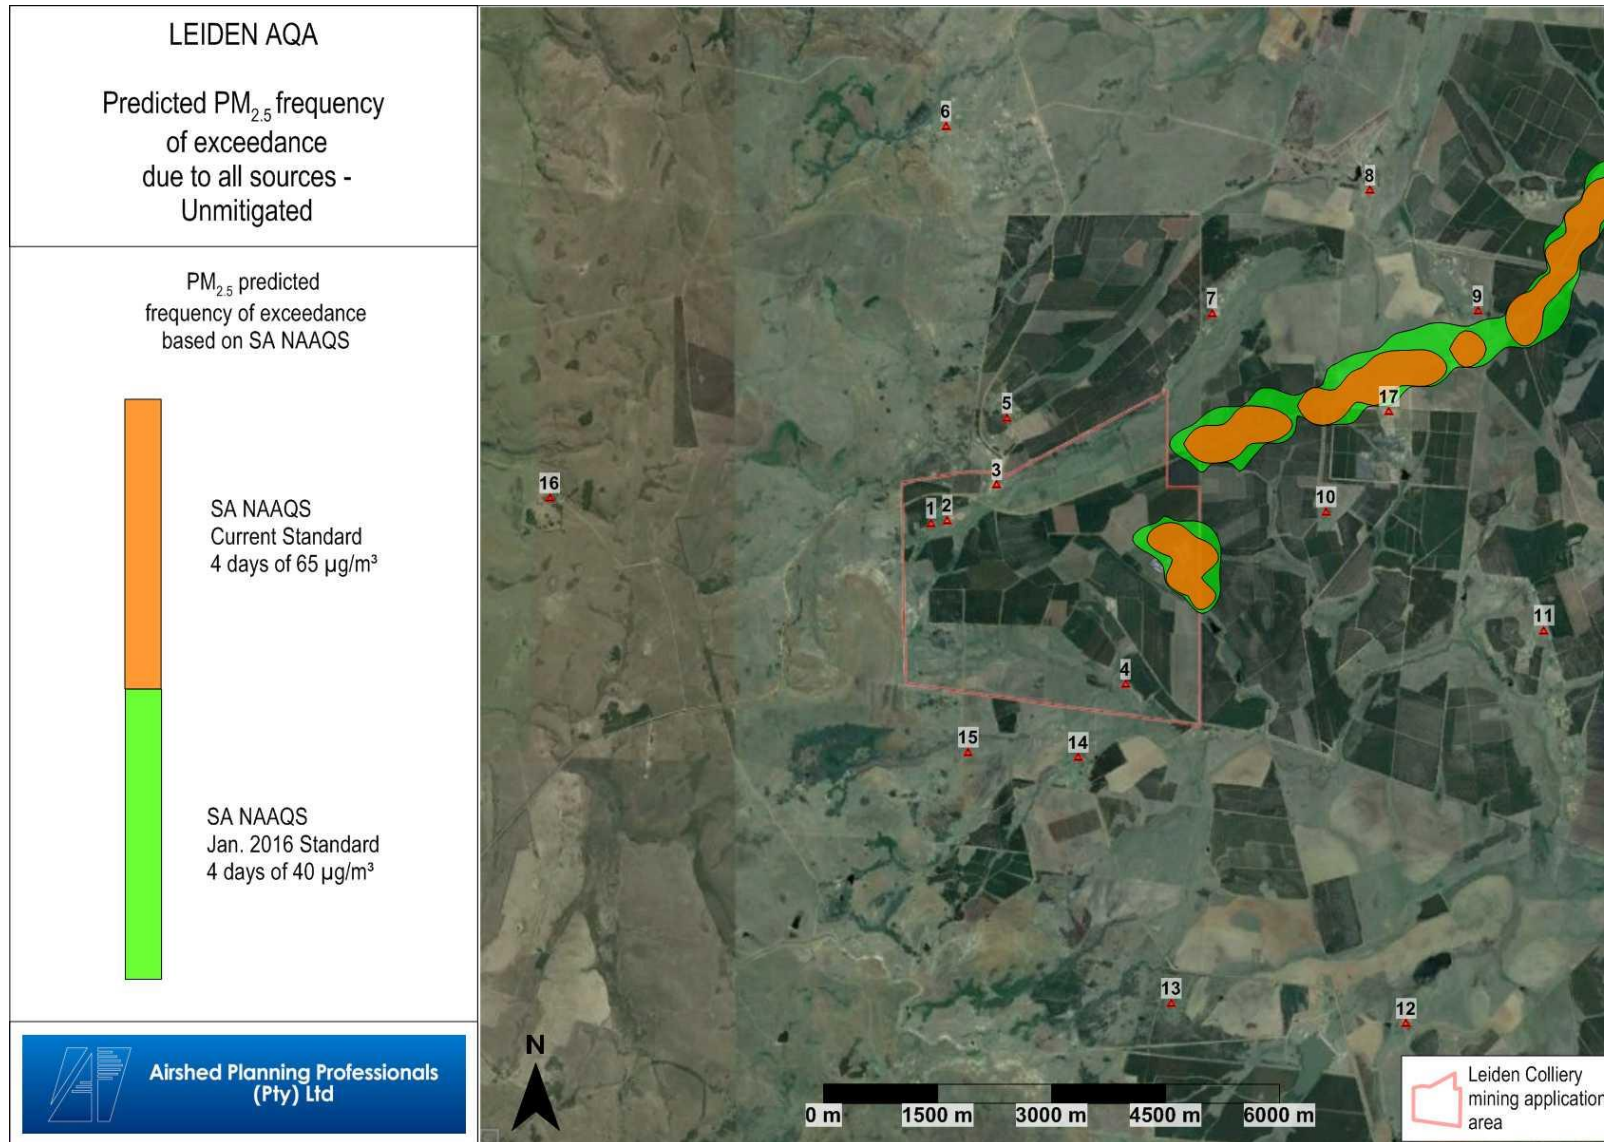 LEIDEN AQA
Predicted PM2.5 frequency
of exceedance
due to all sources -
Unmitigated
PM2.5 predicted
frequency of exceedance
based on SA NAAQS
SA NAAQS
Current Standard
4 days of 65 µg/m³
SA NAAQS
Jan. 2016 Standard
4 days of 40 µg/m³
Airshed Planning Professionals
(Pty) Ltd
6
8
7
9
5
17
3
16
1 2
10
11
4
15
14
13
12
N
0 m 1500 m 3000 m 4500 m 6000 m
Leiden Colliery
mining application
area